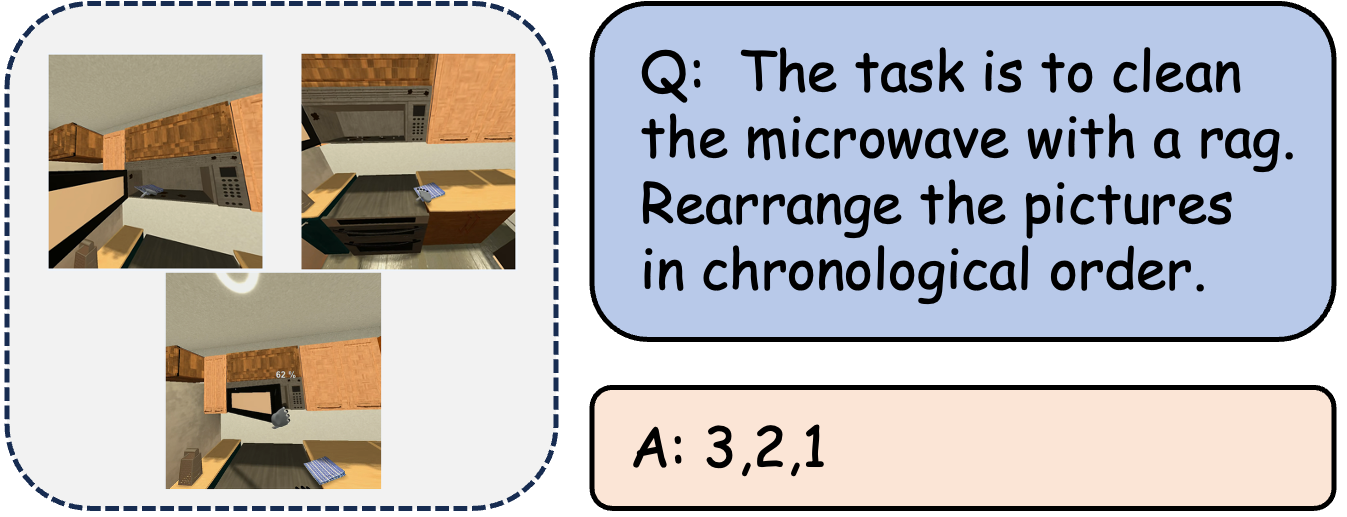 Q: The task is to clean
the microwave with a rag.
Rearrange the pictures
in chronological order.
62 %
A: 3,2,1